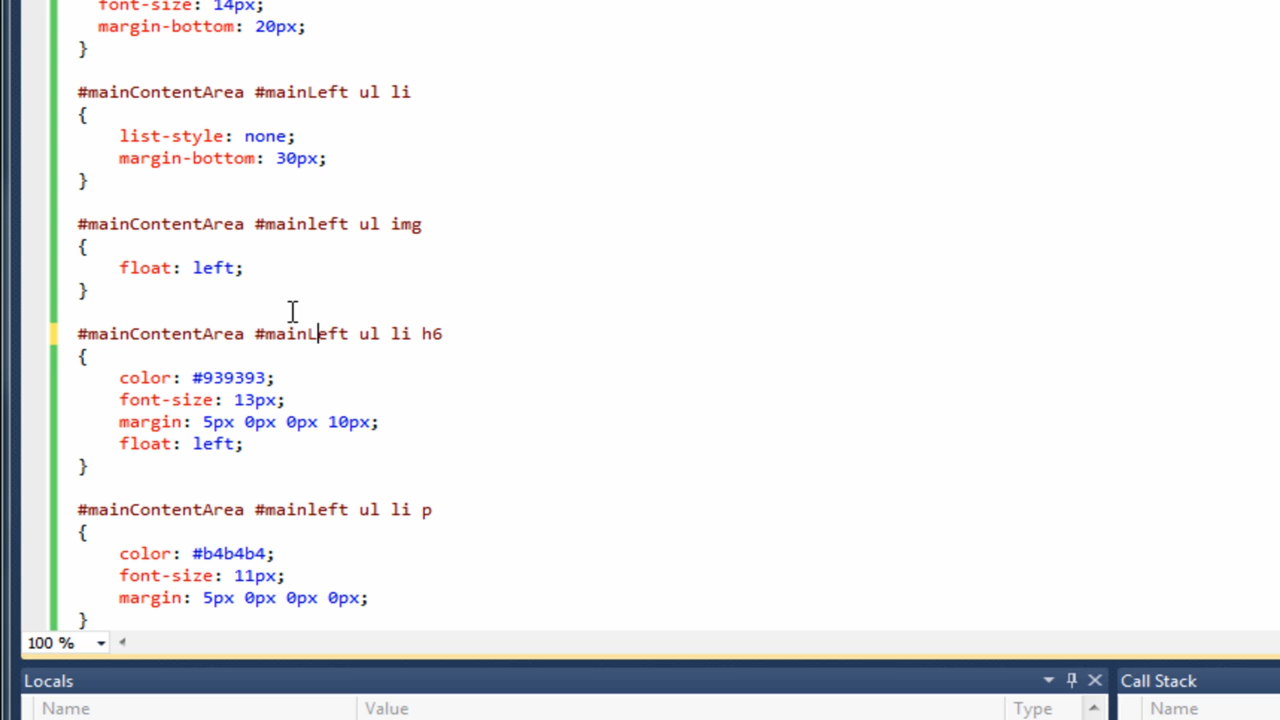 font-size: 14px;
margin-bottom: 20px;
}
#mainContentArea #mainLeft ul li
{
list-style: none;
margin-bottom: 30px;
}
#mainContentArea #mainleft ul img
{
float: left;
}
#mainContentArea #mainLeft ul li h6
{
color: #939393;
font-size: 13px;
margin: 5px 0px 0px 10px;
float: left;
}
#mainContentArea #mainleft ul li p
{
color: #b4b4b4;
font-size: 11px;
margin: 5px 0px 0px 0px;
}
100 %
Locals
Call Stack
Name Value Type
Name